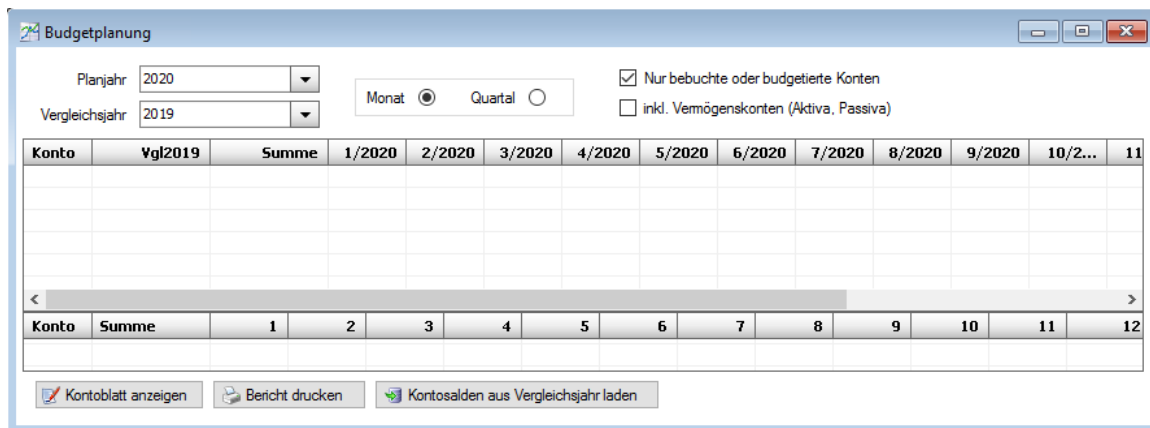 Budgetplanung
Planjahr 2020
Vergleichsjahr 2019
Monat Quartal
Nur bebuchte oder budgetierte Konten
inkl. Vermögenskonten (Aktiva, Passiva)
Konto Vgl2019 Summe 1/2020 2/2020 3/2020 4/2020 5/2020 6/2020 7/2020 8/2020 9/2020 10/2... 11
Konto Summe 1 2 3 4 5 6 7 8 9 10 11 12
Kontoblatt anzeigen Bericht drucken Kontosalden aus Vergleichsjahr laden